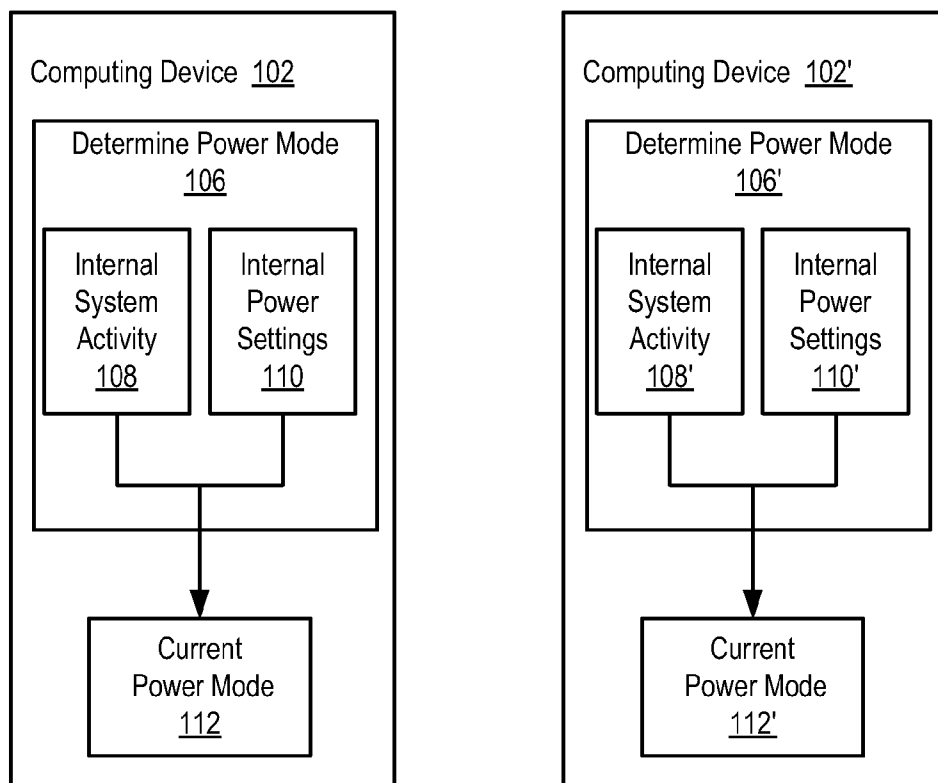 Computing Device 102
Determine Power Mode
106
Internal
System
Activity
108
Internal
Power
Settings
110
Current
Power Mode
112
Computing Device 102'
Determine Power Mode
106'
Internal
System
Activity
108'
Internal
Power
Settings
110'
Current
Power Mode
112'